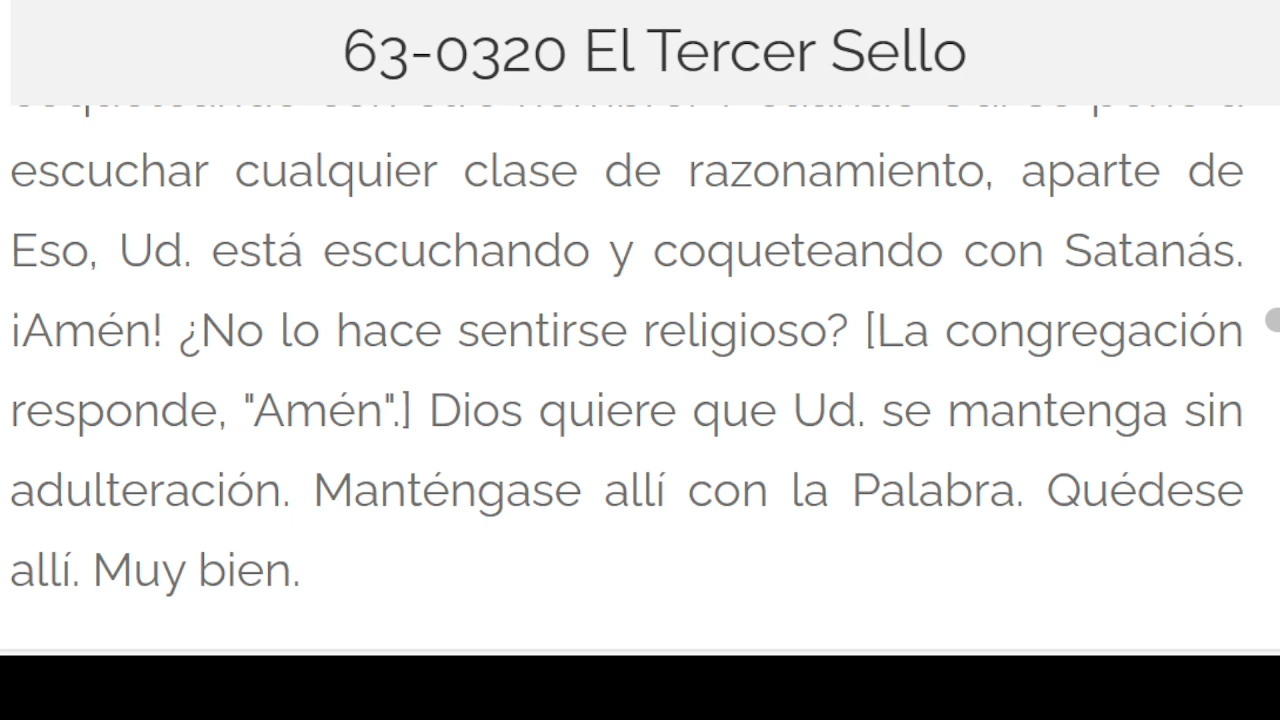 63-0320 El Tercer Sello
escuchar cualquier clase de razonamiento, aparte de
Eso, Ud. está escuchando y coqueteando con Satanás.
¡Amén! ¿No lo hace sentirse religioso? [La congregación
responde, "Amén".] Dios quiere que Ud. se mantenga sin
adulteración. Manténgase allí con la Palabra. Quédese
allí. Muy bien.